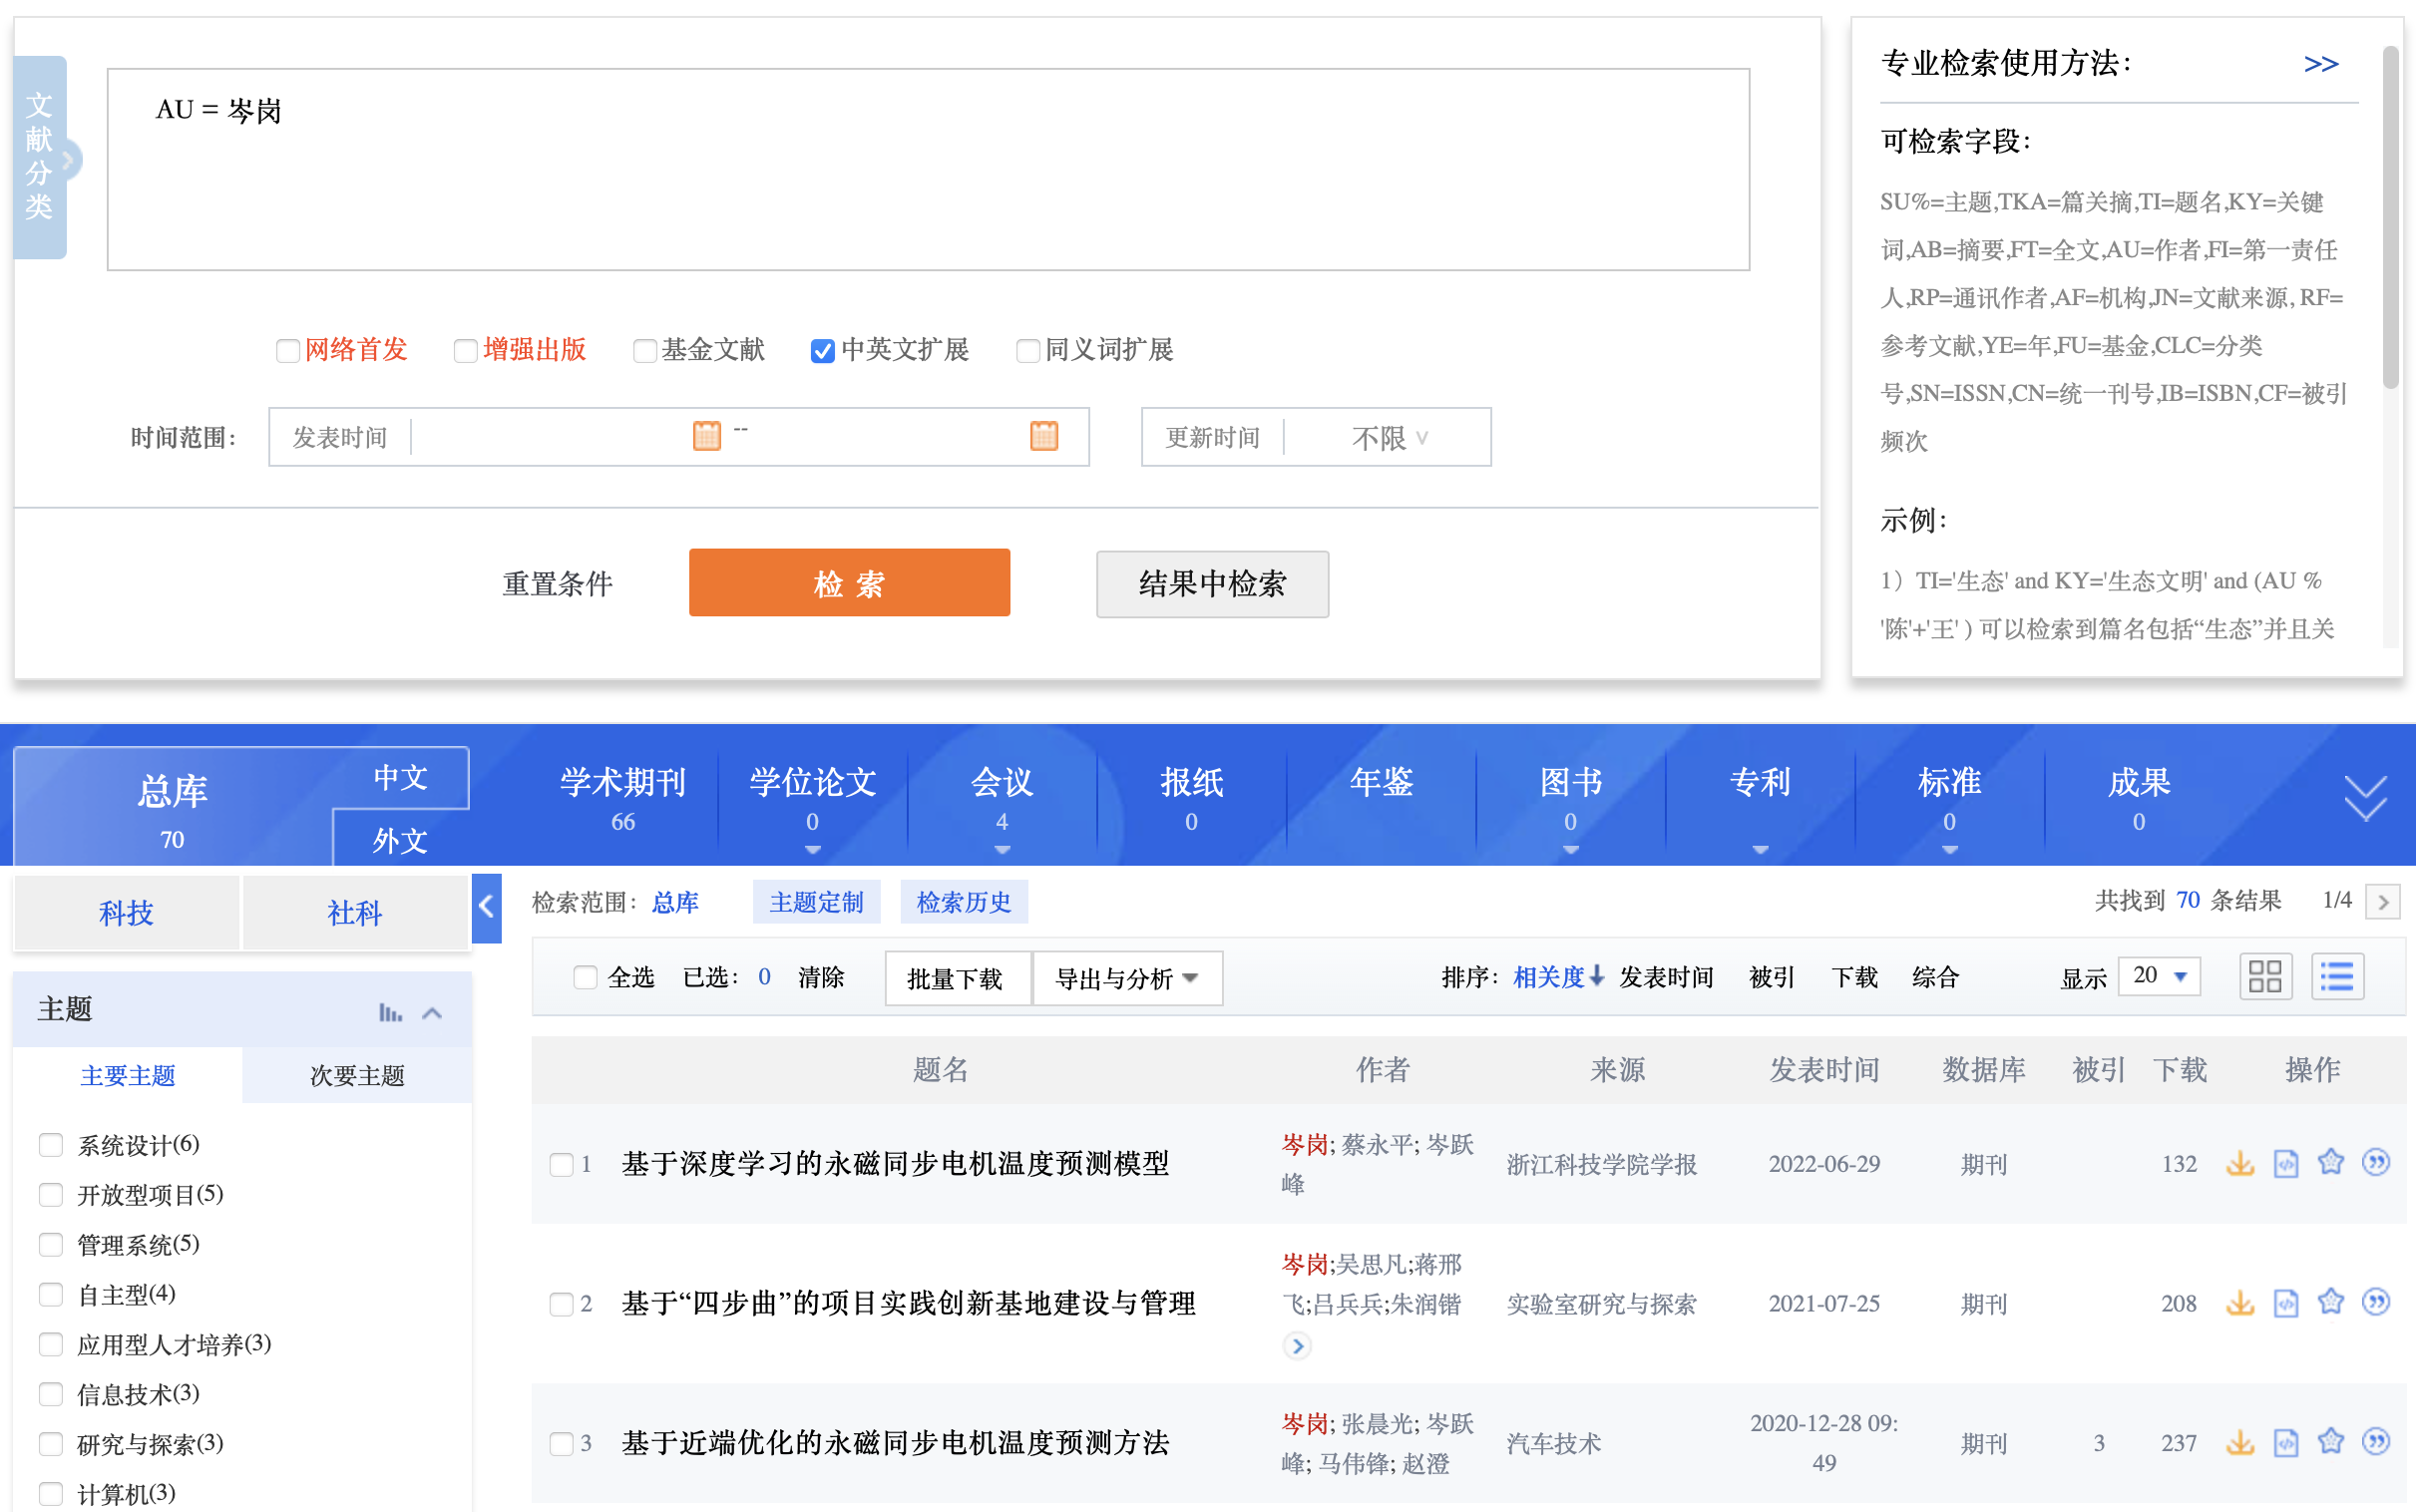 文献分类
AU = 岑岗
网络首发 增强出版 基金文献 中英文扩展 同义词扩展
时间范围： 发表时间 -- 更新时间 不限
重置条件 检 索 结果中检索
专业检索使用方法： >>
可检索字段：
SU%=主题,TKA=篇关摘,TI=题名,KY=关键
词,AB=摘要,FT=全文,AU=作者,FI=第一责任
人,RP=通讯作者,AF=机构,JN=文献来源, RF=
参考文献,YE=年,FU=基金,CLC=分类
号,SN=ISSN,CN=统一刊号,IB=ISBN,CF=被引
频次
示例：
1）TI='生态' and KY='生态文明' and (AU %
'陈'+'王' ) 可以检索到篇名包括“生态”并且关
总库 70 中文 外文
学术期刊 66
学位论文 0
会议 4
报纸 0
年鉴
图书 0
专利
标准 0
成果 0
科技 社科
主题
主要主题 次要主题
系统设计(6)
开放型项目(5)
管理系统(5)
自主型(4)
应用型人才培养(3)
信息技术(3)
研究与探索(3)
计算机(3)
检索范围： 总库 主题定制 检索历史 共找到 70 条结果 1/4
全选 已选： 0 清除 批量下载 导出与分析 排序： 相关度 发表时间 被引 下载 综合 显示 20
题名 作者 来源 发表时间 数据库 被引 下载 操作
1 基于深度学习的永磁同步电机温度预测模型
岑岗; 蔡永平; 岑跃
峰
浙江科技学院学报 2022-06-29 期刊 132
2 基于“四步曲”的项目实践创新基地建设与管理
岑岗;吴思凡;蒋邢
飞;吕兵兵;朱润锴
实验室研究与探索 2021-07-25 期刊 208
3 基于近端优化的永磁同步电机温度预测方法
岑岗; 张晨光; 岑跃
峰; 马伟锋; 赵澄
汽车技术
2020-12-28 09:
49
期刊 3 237